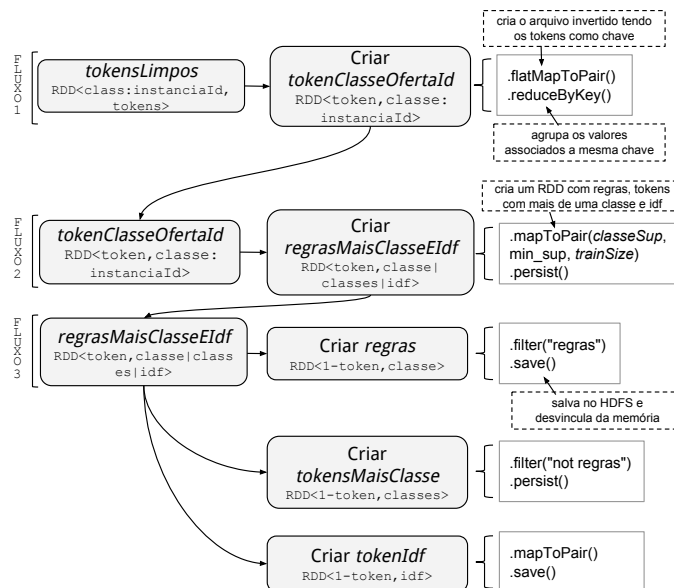 cria o arquivo invertido tendo
os tokens como chave
FLUXO1
tokensLimpos
RDD<class:instanciaId,
tokens>
Criar
tokenClasseOfertaId
RDD<token,classe:
instanciaId>
.flatMapToPair()
.reduceByKey()
agrupa os valores
associados a mesma chave
cria um RDD com regras, tokens
com mais de uma classe e idf
FLUXO2
tokenClasseOfertaId
RDD<token,classe:
instanciaId>
Criar
regrasMaisClasseEIdf
RDD<token,classe|
classes|idf>
.mapToPair(classeSup,
min_sup, trainSize)
.persist()
FLUXO3
regrasMaisClasseEIdf
RDD<token,classe|class
es|idf>
Criar regras
RDD<1-token,classe>
.filter("regras")
.save()
salva no HDFS e
desvincula da memória
Criar
tokensMaisClasse
RDD<1-token,classes>
.filter("not regras")
.persist()
Criar tokenIdf
RDD<1-token,idf>
.mapToPair()
.save()